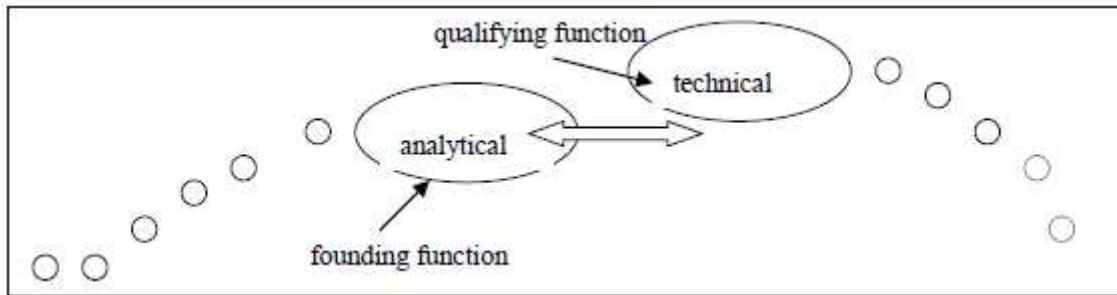 qualifying function
technical
analytical
founding function